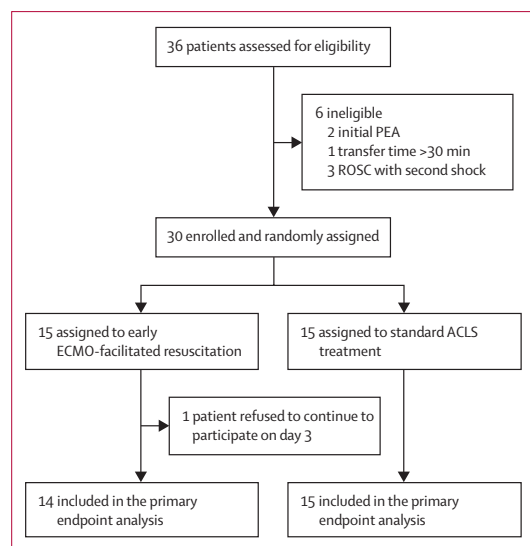 36 patients assessed for eligibility
6 ineligible
2 initial PEA
1 transfer time >30 min
3 ROSC with second shock
30 enrolled and randomly assigned
15 assigned to early
ECMO-facilitated resuscitation
15 assigned to standard ACLS
treatment
1 patient refused to continue to
participate on day 3
14 included in the primary
endpoint analysis
15 included in the primary
endpoint analysis